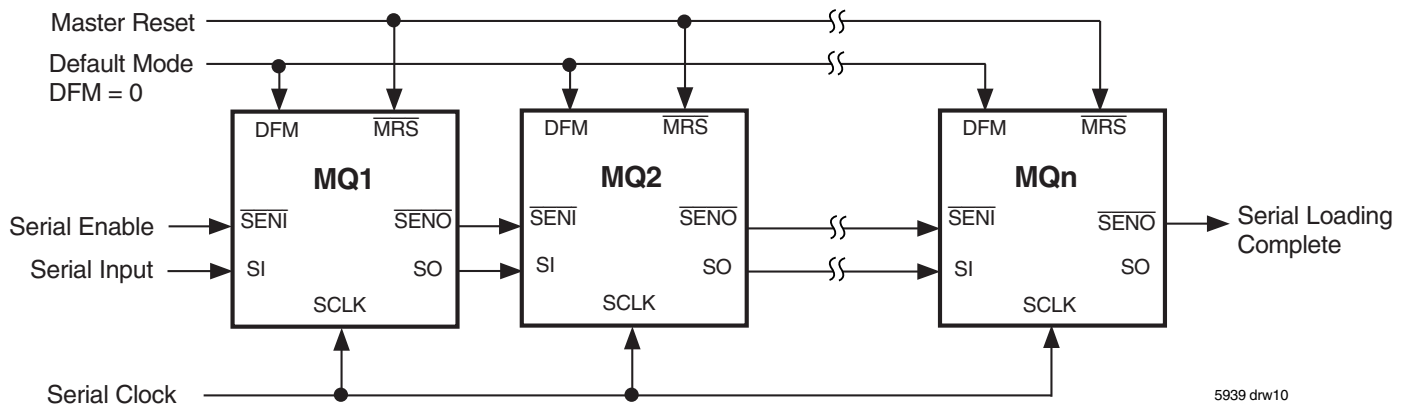 Master Reset
Default Mode
DFM = 0
DFM
MRS
DFM
MRS
DFM
MRS
MQ1
MQ2
MQn
Serial Enable
SENI
SENO
SENI
SENO
SENI
SENO
Serial Loading
Complete
Serial Input
SI
SO
SI
SO
SI
SO
SCLK
SCLK
SCLK
Serial Clock
5939 drw10